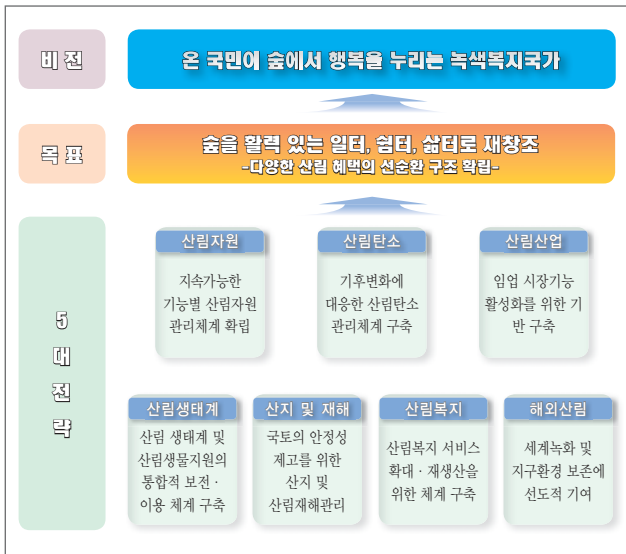 비 전
온 국민이 숲에서 행복을 누리는 녹색복지국가
목 표
숲을 활력 있는 일터, 쉼터, 삶터로 재창조
-다양한 산림 혜택의 선순환 구조 확립-
5
대
전
략
산림자원
지속가능한
기능별 산림자원
관리체계 확립
산림탄소
기후변화에
대응한 산림탄소
관리체계 구축
산림산업
임업 시장기능
활성화를 위한 기
반 구축
산림생태계
산림 생태계 및
산림생물지원의
통합적 보전·
이용 체계 구축
산지 및 재해
국토의 안정성
제고를 위한
산지 및
산림재해관리
산림복지
산림복지 서비스
확대·재생산을
위한 체계 구축
해외산림
세계녹화 및
지구환경 보존에
선도적 기여